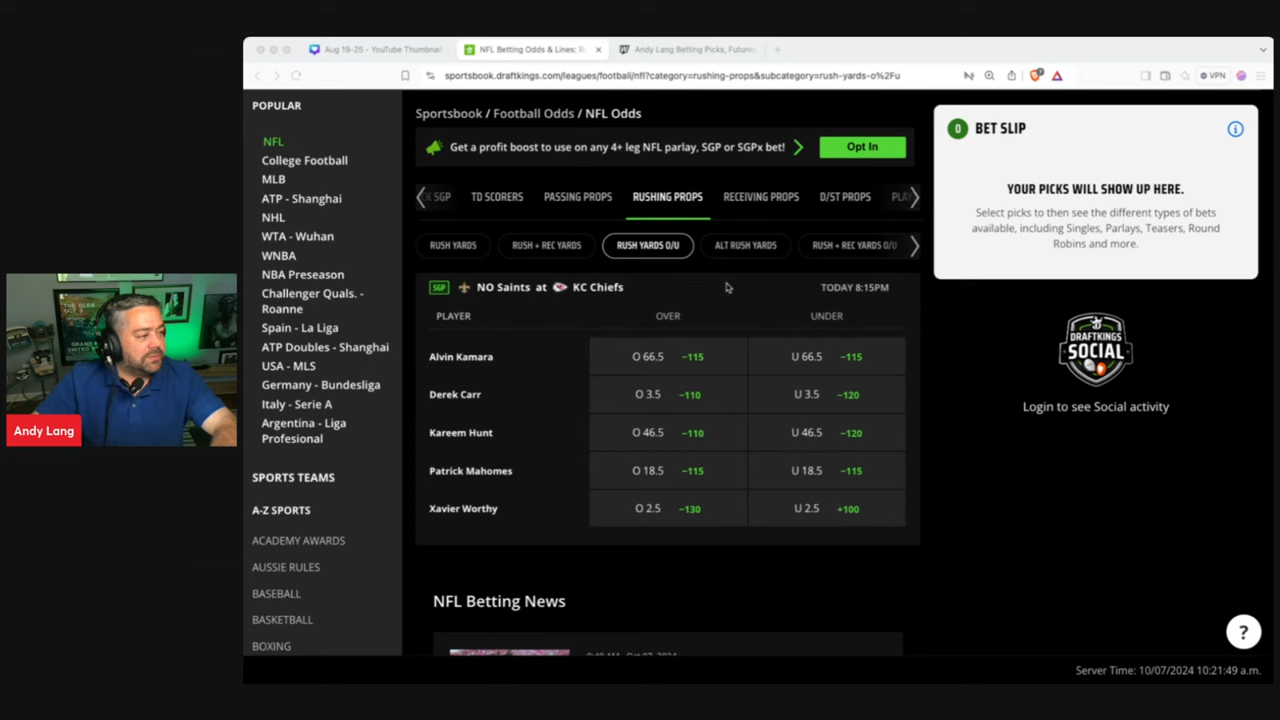 Aug 19-25 - YouTube Thumbnail
NFL Betting Odds & Lines: R
Andy Lang Betting Picks, Future
sportsbook.draftkings.com/leagues/football/nfl?category=rushing-props&subcategory=rush-yards-o%2Fu
VPN
POPULAR
NFL
College Football
MLB
ATP - Shanghai
NHL
WTA - Wuhan
WNBA
NBA Preseason
Challenger Quals. -
Roanne
Spain - La Liga
ATP Doubles - Shanghai
USA - MLS
Germany - Bundesliga
Italy - Serie A
Argentina - Liga
Profesional
SPORTS TEAMS
A-Z SPORTS
ACADEMY AWARDS
AUSSIE RULES
BASEBALL
BASKETBALL
BOXING
Sportsbook / Football Odds / NFL Odds
Get a profit boost to use on any 4+ leg NFL parlay, SGP or SGPx bet!
Opt In
K SGP TD SCORERS PASSING PROPS RUSHING PROPS RECEIVING PROPS D/ST PROPS PLA
RUSH YARDS RUSH + REC YARDS RUSH YARDS O/U ALT RUSH YARDS RUSH + REC YARDS O/U
SGP NO Saints at KC Chiefs TODAY 8:15PM
PLAYER OVER UNDER
Alvin Kamara O 66.5 −115 U 66.5 −115
Derek Carr O 3.5 −110 U 3.5 −120
Kareem Hunt O 46.5 −110 U 46.5 −120
Patrick Mahomes O 18.5 −115 U 18.5 −115
Xavier Worthy O 2.5 −130 U 2.5 +100
NFL Betting News
0 BET SLIP
YOUR PICKS WILL SHOW UP HERE.
Select picks to then see the different types of bets
available, including Singles, Parlays, Teasers, Round
Robins and more.
DRAFTKINGS
SOCIAL
Login to see Social activity
?
Server Time: 10/07/2024 10:21:49 a.m.
Andy Lang